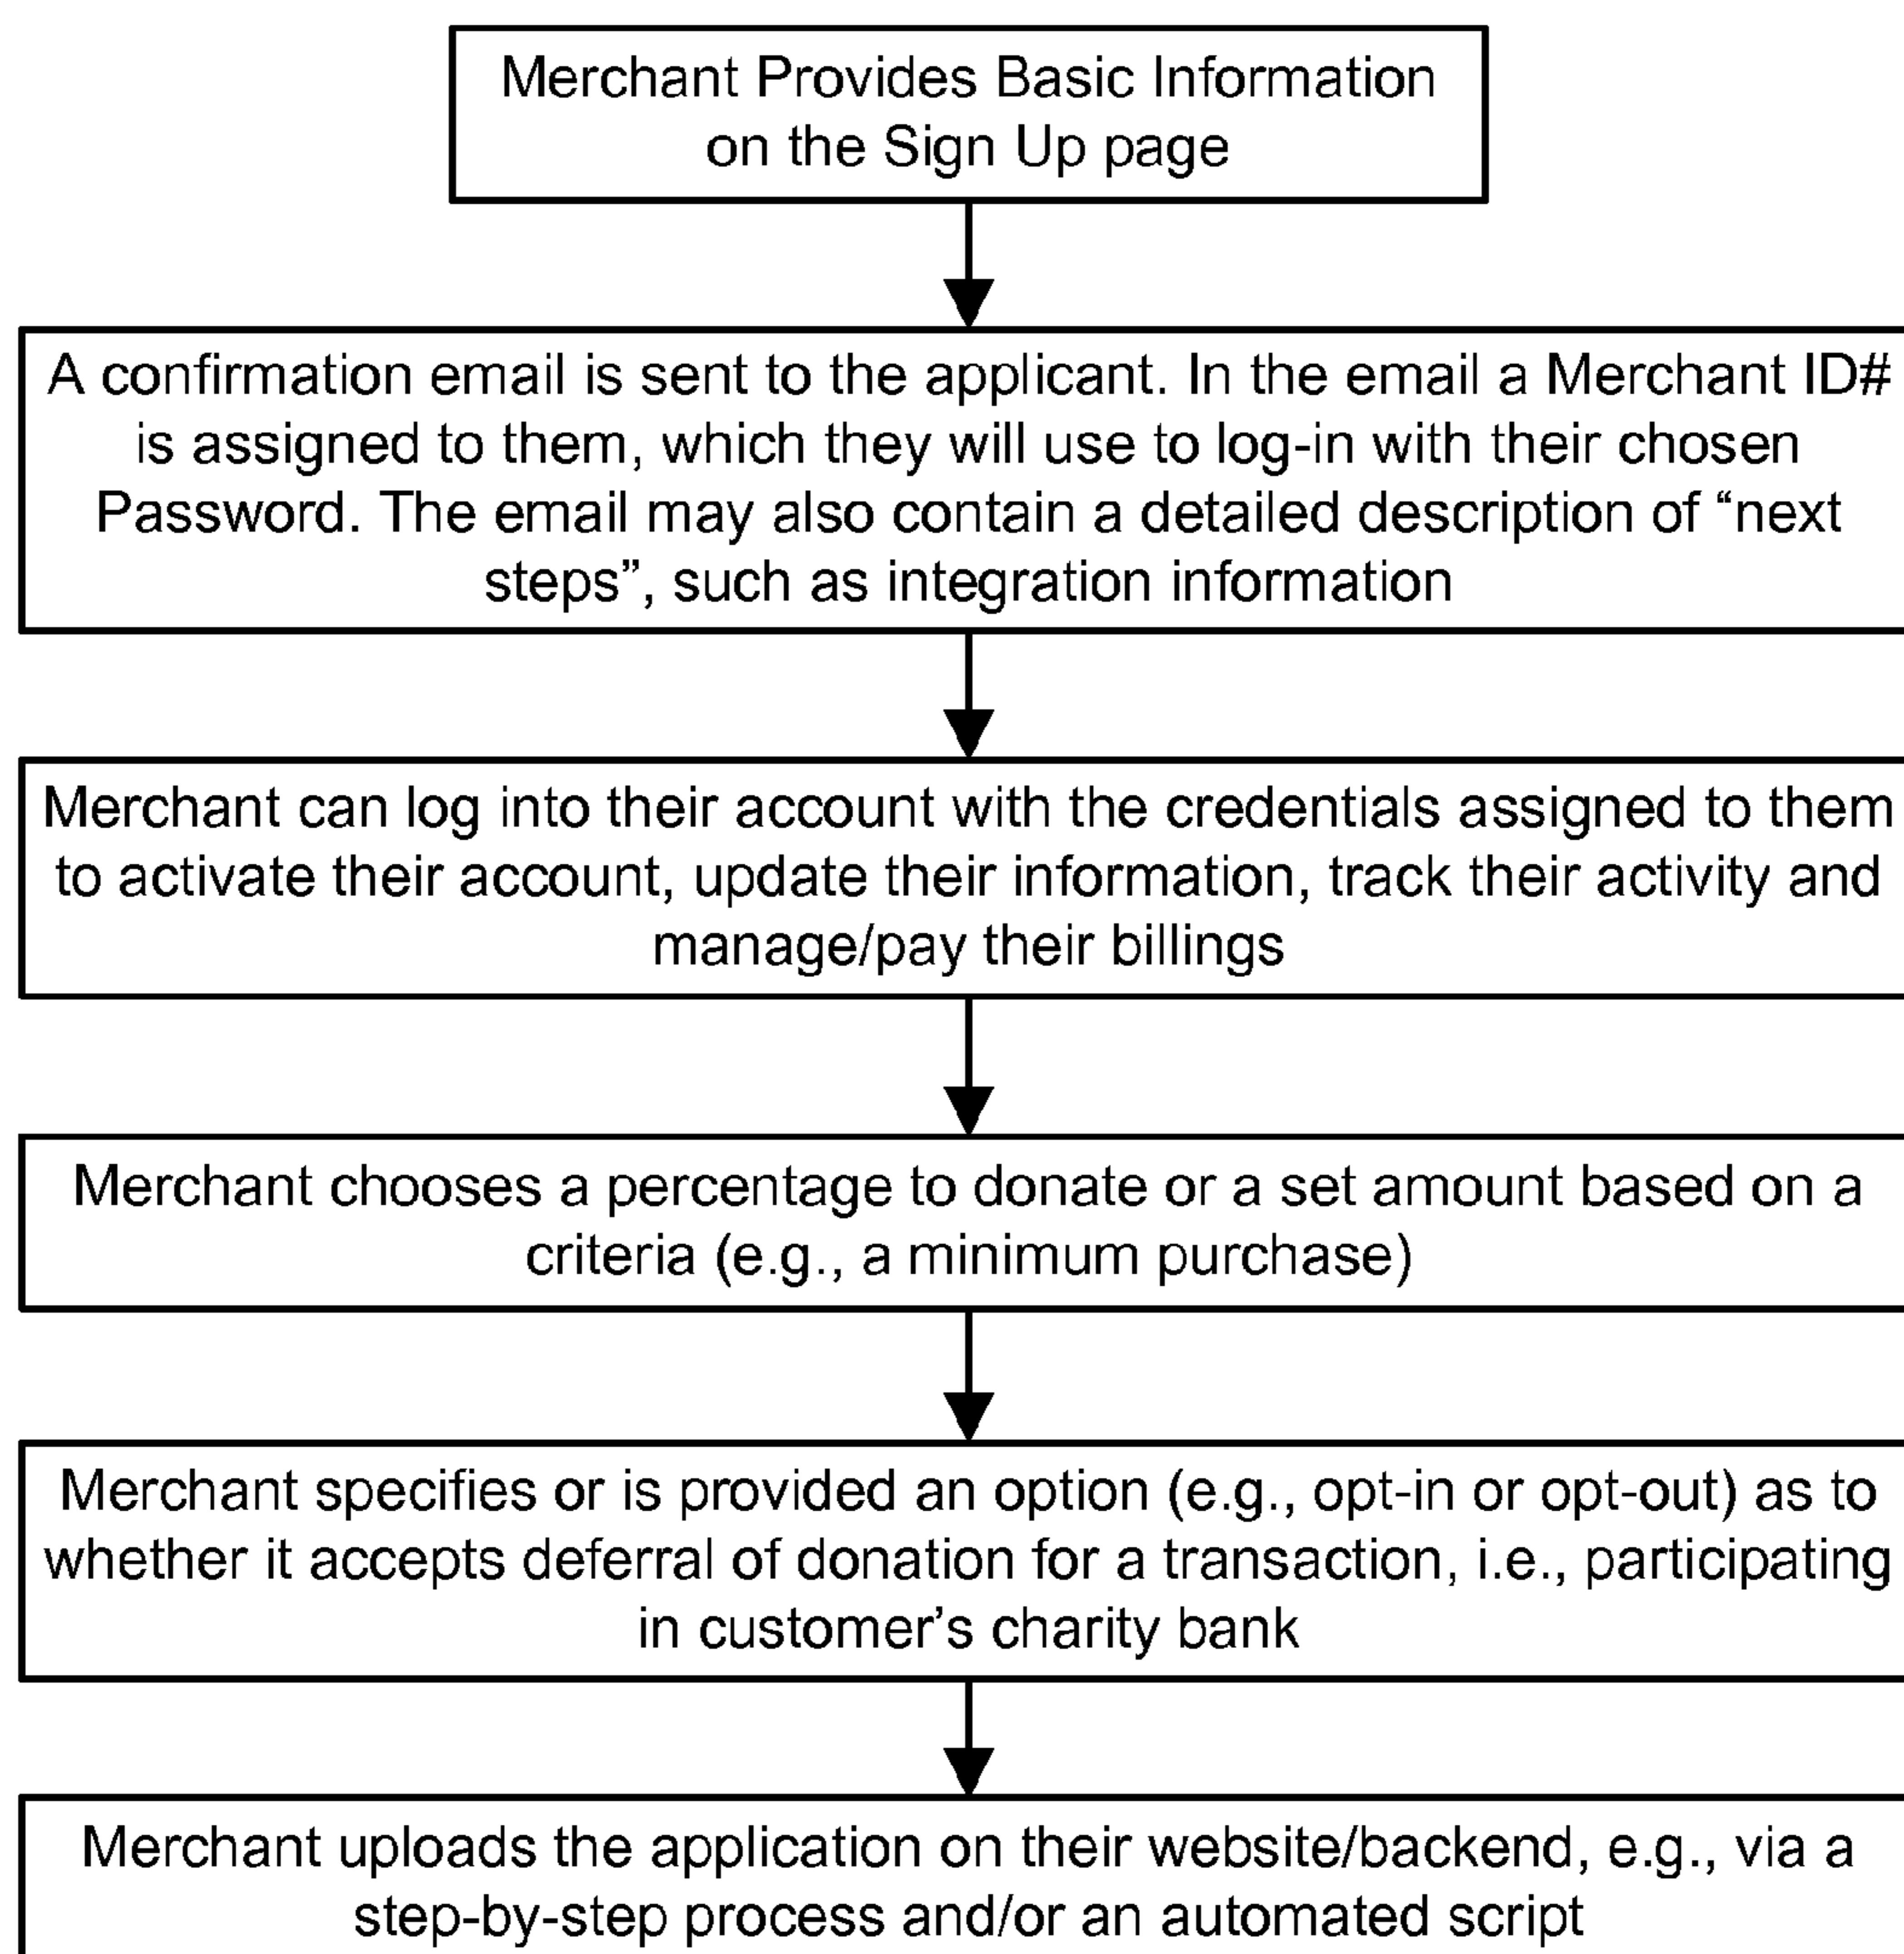 Merchant Provides Basic Information
on the Sign Up page
A confirmation email is sent to the applicant. In the email a Merchant ID#
is assigned to them, which they will use to log-in with their chosen
Password. The email may also contain a detailed description of “next
steps”, such as integration information
Merchant can log into their account with the credentials assigned to them
to activate their account, update their information, track their activity and
manage/pay their billings
Merchant chooses a percentage to donate or a set amount based on a
criteria (e.g., a minimum purchase)
Merchant specifies or is provided an option (e.g., opt-in or opt-out) as to
whether it accepts deferral of donation for a transaction, i.e., participating
in customer’s charity bank
Merchant uploads the application on their website/backend, e.g., via a
step-by-step process and/or an automated script